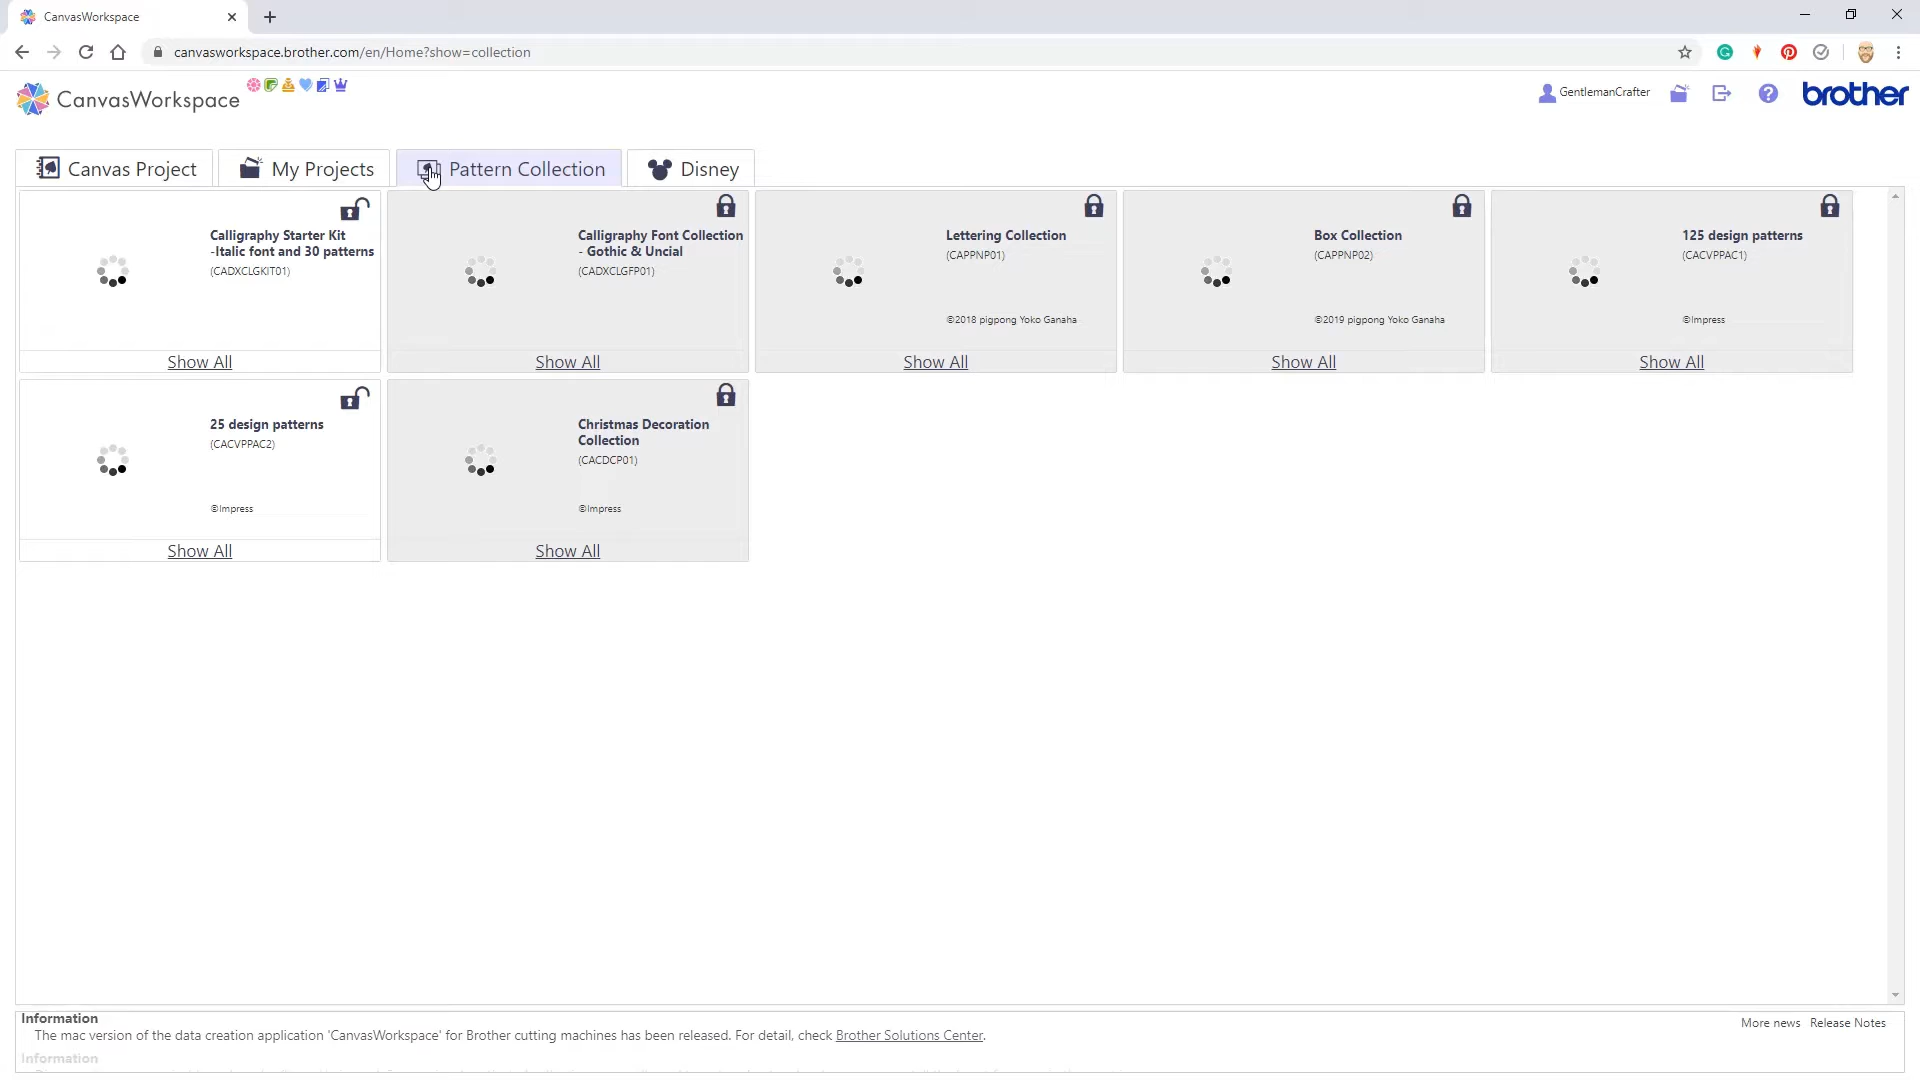 CanvasWorkspace
canvasworkspace.brother.com/en/Home?show=collection
CanvasWorkspace
GentlemanCrafter
brother
Canvas Project
My Projects
Pattern Collection
Disney
Calligraphy Starter Kit
-Italic font and 30 patterns
(CADXCLGKIT01)
Show All
Calligraphy Font Collection
- Gothic & Uncial
(CADXCLGFP01)
Show All
Lettering Collection
(CAPPNP01)
©2018 pigpong Yoko Ganaha
Show All
Box Collection
(CAPPNP02)
©2019 pigpong Yoko Ganaha
Show All
125 design patterns
(CACVPPAC1)
©Impress
Show All
25 design patterns
(CACVPPAC2)
©Impress
Show All
Christmas Decoration
Collection
(CACDCP01)
©Impress
Show All
Information
More news Release Notes
The mac version of the data creation application 'CanvasWorkspace' for Brother cutting machines has been released. For detail, check Brother Solutions Center.
Information